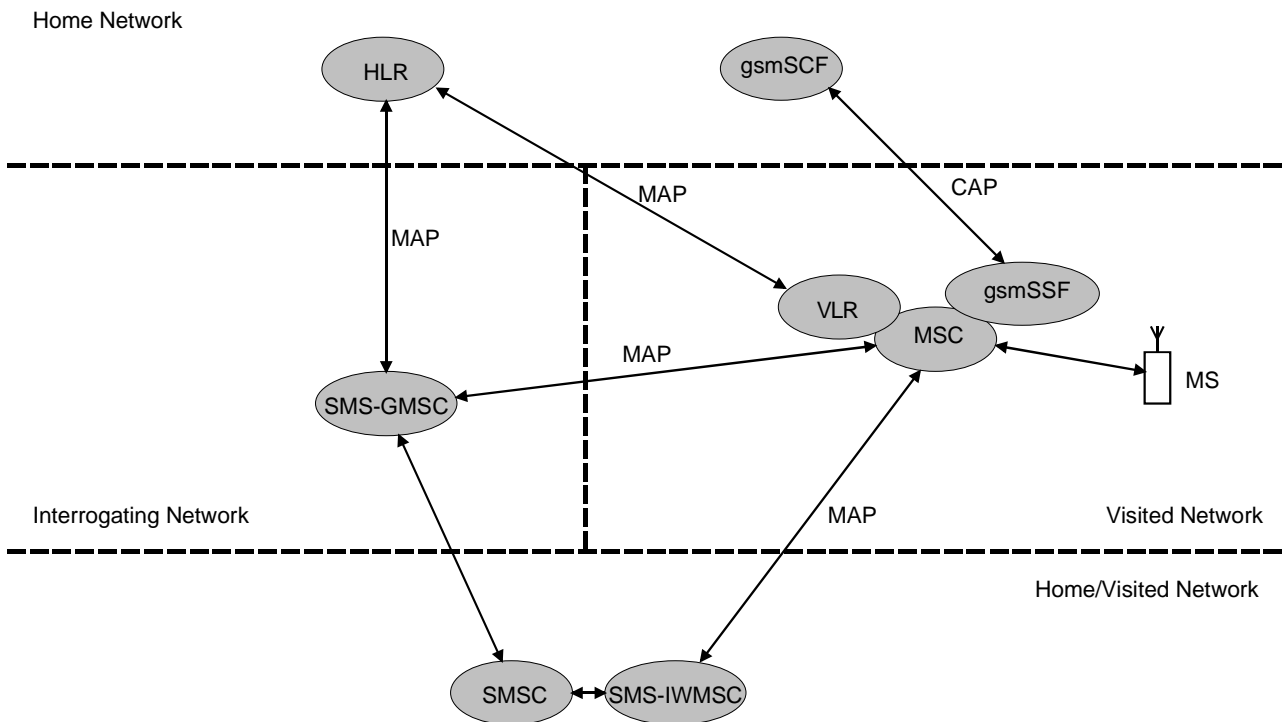 Home Network
HLR
gsmSCF
MAP
CAP
MAP
gsmSSF
VLR
MSC
MAP
MS
SMS-GMSC
Interrogating Network
MAP
Visited Network
Home/Visited Network
SMSC
SMS-IWMSC